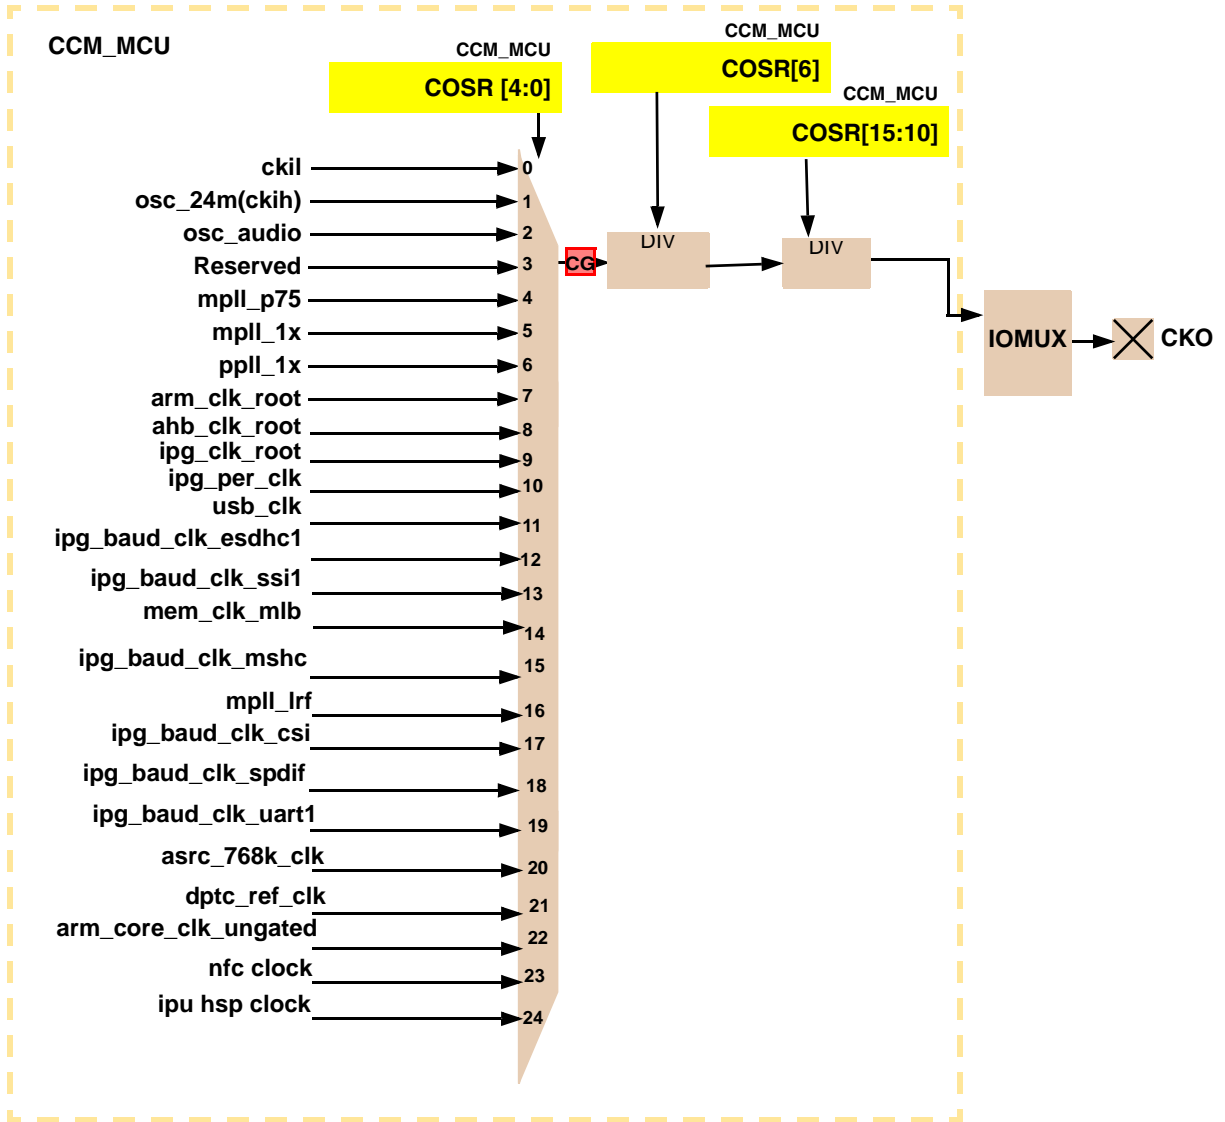 CCM_MCU
CCM_MCU
COSR [4:0]
CCM_MCU
COSR[6]
CCM_MCU
COSR[15:10]
ckil 0
osc_24m(ckih) 1
osc_audio 2
Reserved 3
mpll_p75 4
mpll_1x 5
ppll_1x 6
arm_clk_root 7
ahb_clk_root 8
ipg_clk_root 9
ipg_per_clk 10
usb_clk 11
ipg_baud_clk_esdhc1 12
ipg_baud_clk_ssi1 13
mem_clk_mlb 14
ipg_baud_clk_mshc 15
mpll_lrf 16
ipg_baud_clk_csi 17
ipg_baud_clk_spdif 18
ipg_baud_clk_uart1 19
asrc_768k_clk 20
dptc_ref_clk 21
arm_core_clk_ungated 22
nfc clock 23
ipu hsp clock 24
CG
DIV
DIV
IOMUX
CKO